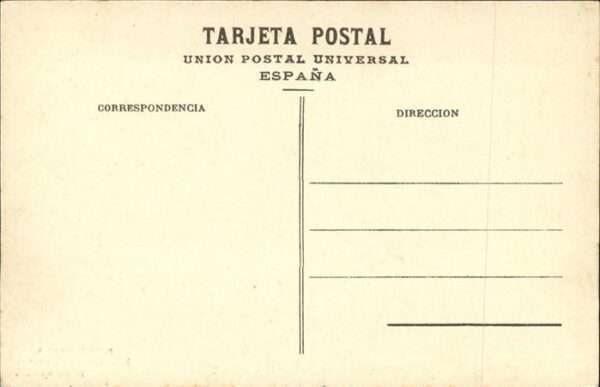 TARJETA POSTAL
UNION POSTAL UNIVERSAL
ESPAÑA
CORRESPONDENCIA
DIRECCION